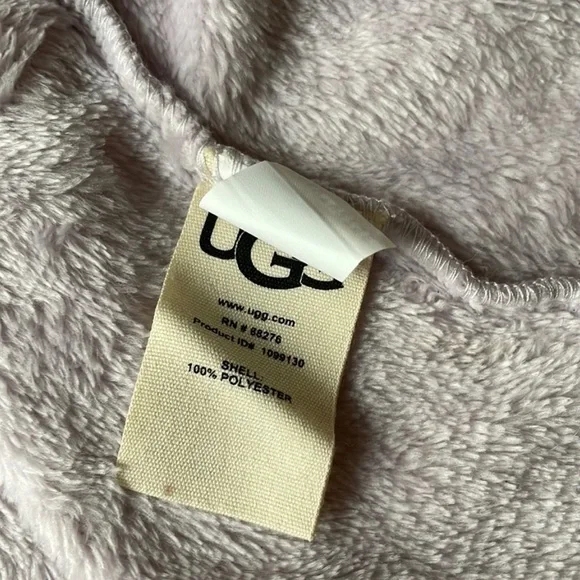 UGG
www.ugg.com
RN # 88276
Product ID# 1099130
SHELL:
100% POLYESTER